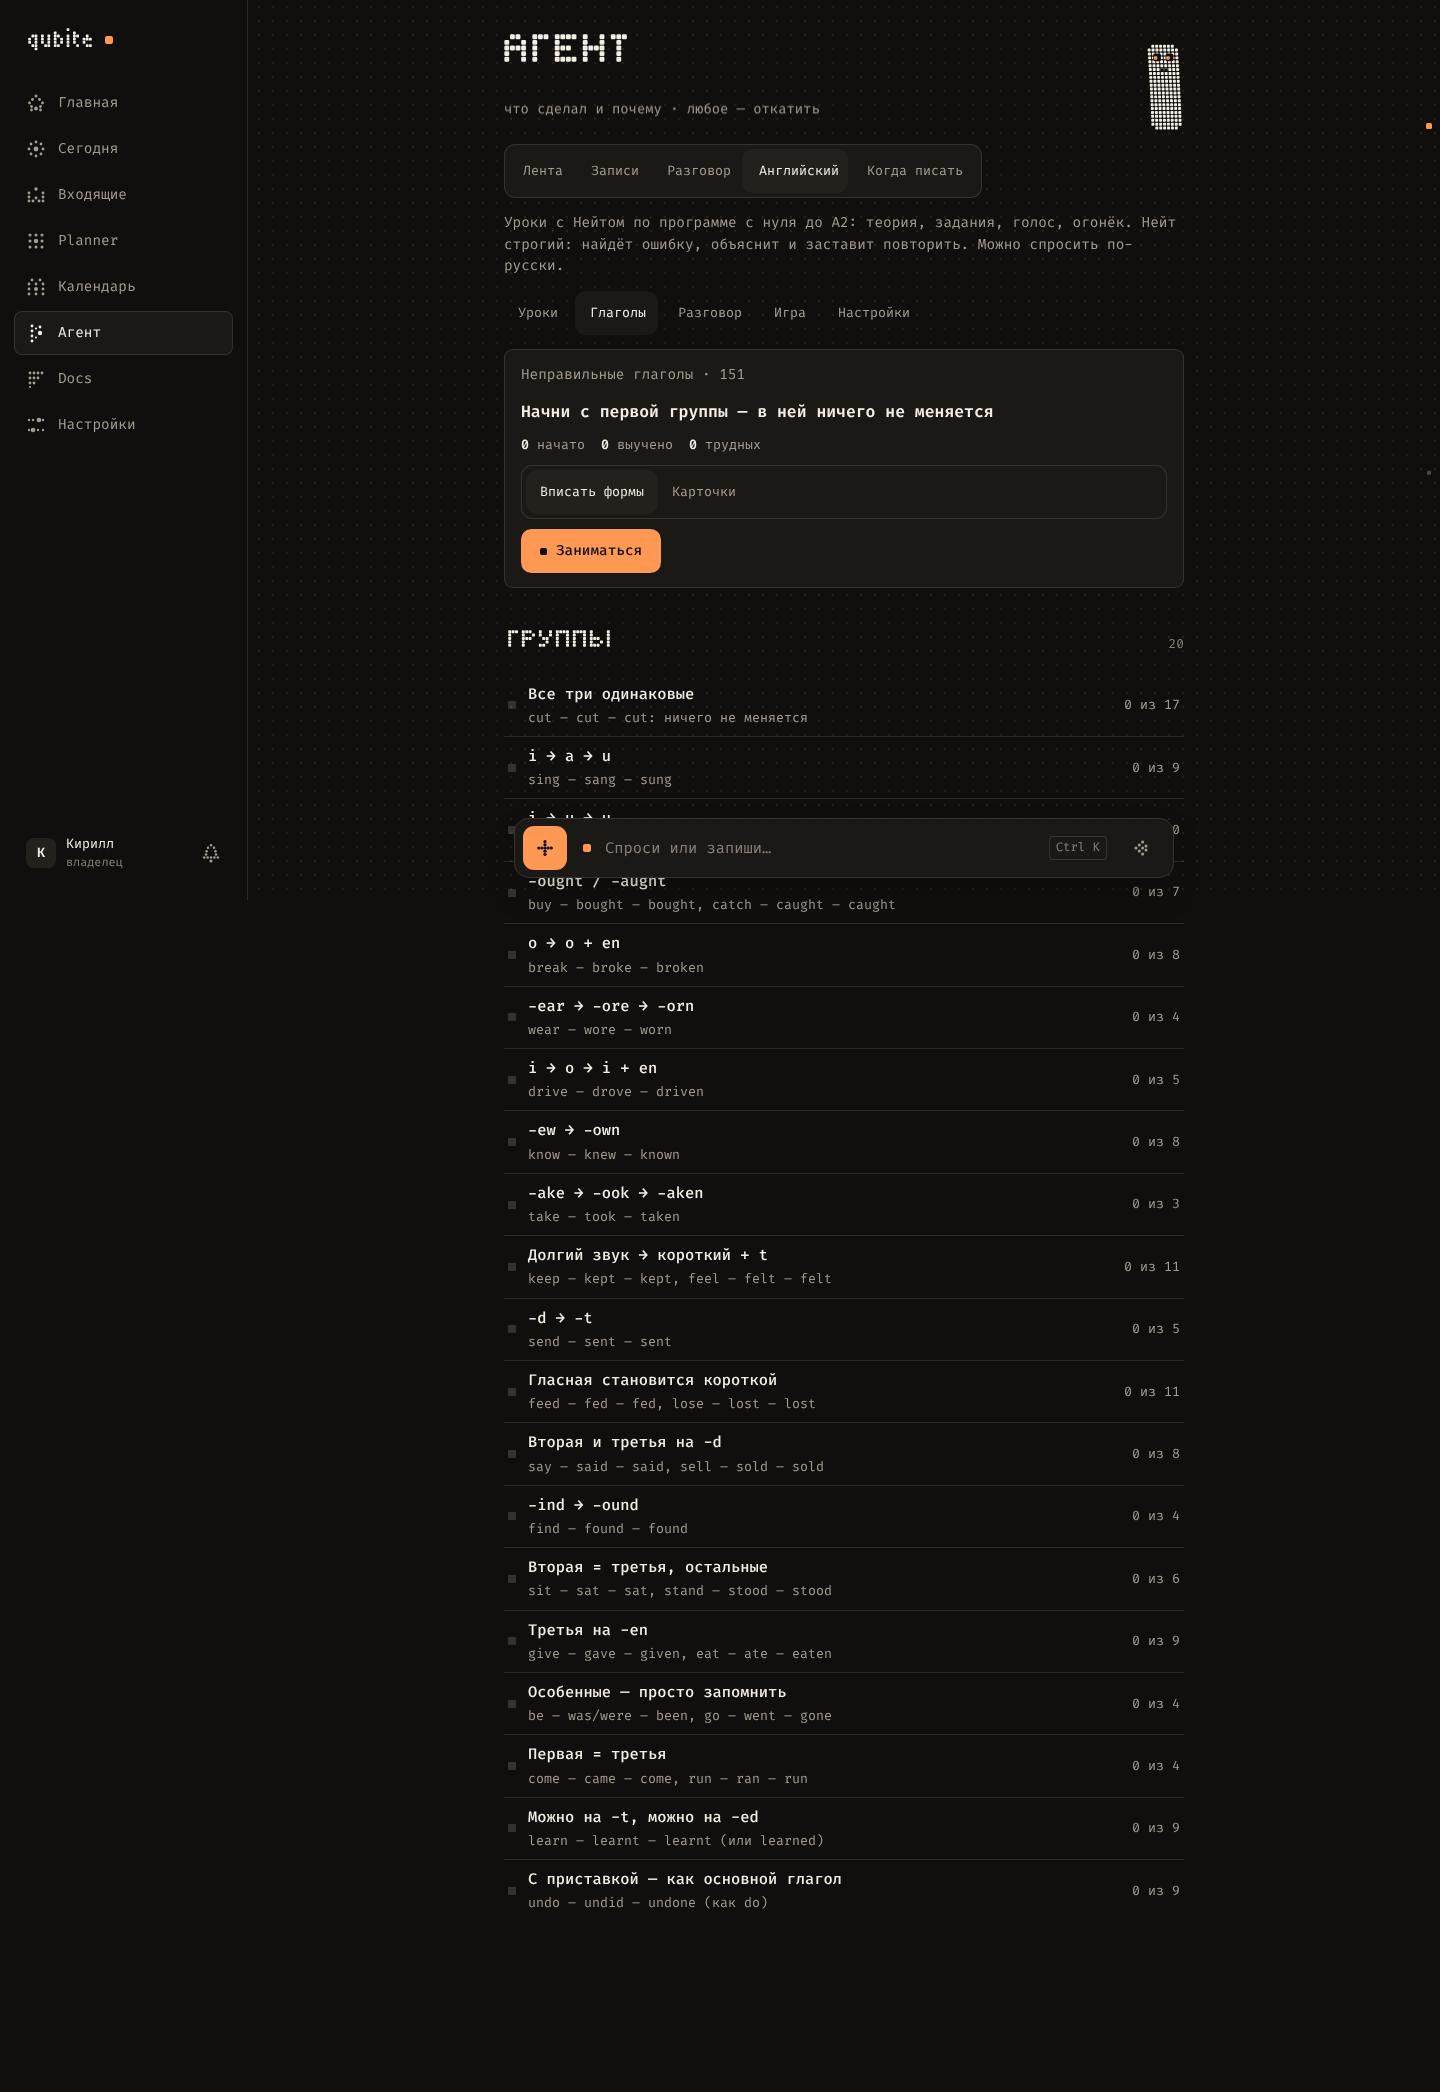 qubite
Главная
Сегодня
Входящие
Planner
Календарь
Агент
Docs
Настройки
К
Кирилл
владелец
АГЕНТ
что сделал и почему · любое — откатить
Лента Записи Разговор Английский Когда писать
Уроки с Нейтом по программе с нуля до A2: теория, задания, голос, огонёк. Нейт
строгий: найдёт ошибку, объяснит и заставит повторить. Можно спросить по-
русски.
Уроки Глаголы Разговор Игра Настройки
Неправильные глаголы · 151
Начни с первой группы — в ней ничего не меняется
0 начато 0 выучено 0 трудных
Вписать формы Карточки
Заниматься
ГРУППЫ 20
Все три одинаковые
cut — cut — cut: ничего не меняется
0 из 17
i → a → u
sing — sang — sung
0 из 9
Спроси или запиши…
Ctrl K
-ought / -aught
buy — bought — bought, catch — caught — caught
0 из 7
o → o + en
break — broke — broken
0 из 8
-ear → -ore → -orn
wear — wore — worn
0 из 4
i → o → i + en
drive — drove — driven
0 из 5
-ew → -own
know — knew — known
0 из 8
-ake → -ook → -aken
take — took — taken
0 из 3
Долгий звук → короткий + t
keep — kept — kept, feel — felt — felt
0 из 11
-d → -t
send — sent — sent
0 из 5
Гласная становится короткой
feed — fed — fed, lose — lost — lost
0 из 11
Вторая и третья на -d
say — said — said, sell — sold — sold
0 из 8
-ind → -ound
find — found — found
0 из 4
Вторая = третья, остальные
sit — sat — sat, stand — stood — stood
0 из 6
Третья на -en
give — gave — given, eat — ate — eaten
0 из 9
Особенные — просто запомнить
be — was/were — been, go — went — gone
0 из 4
Первая = третья
come — came — come, run — ran — run
0 из 4
Можно на -t, можно на -ed
learn — learnt — learnt (или learned)
0 из 9
С приставкой — как основной глагол
undo — undid — undone (как do)
0 из 9